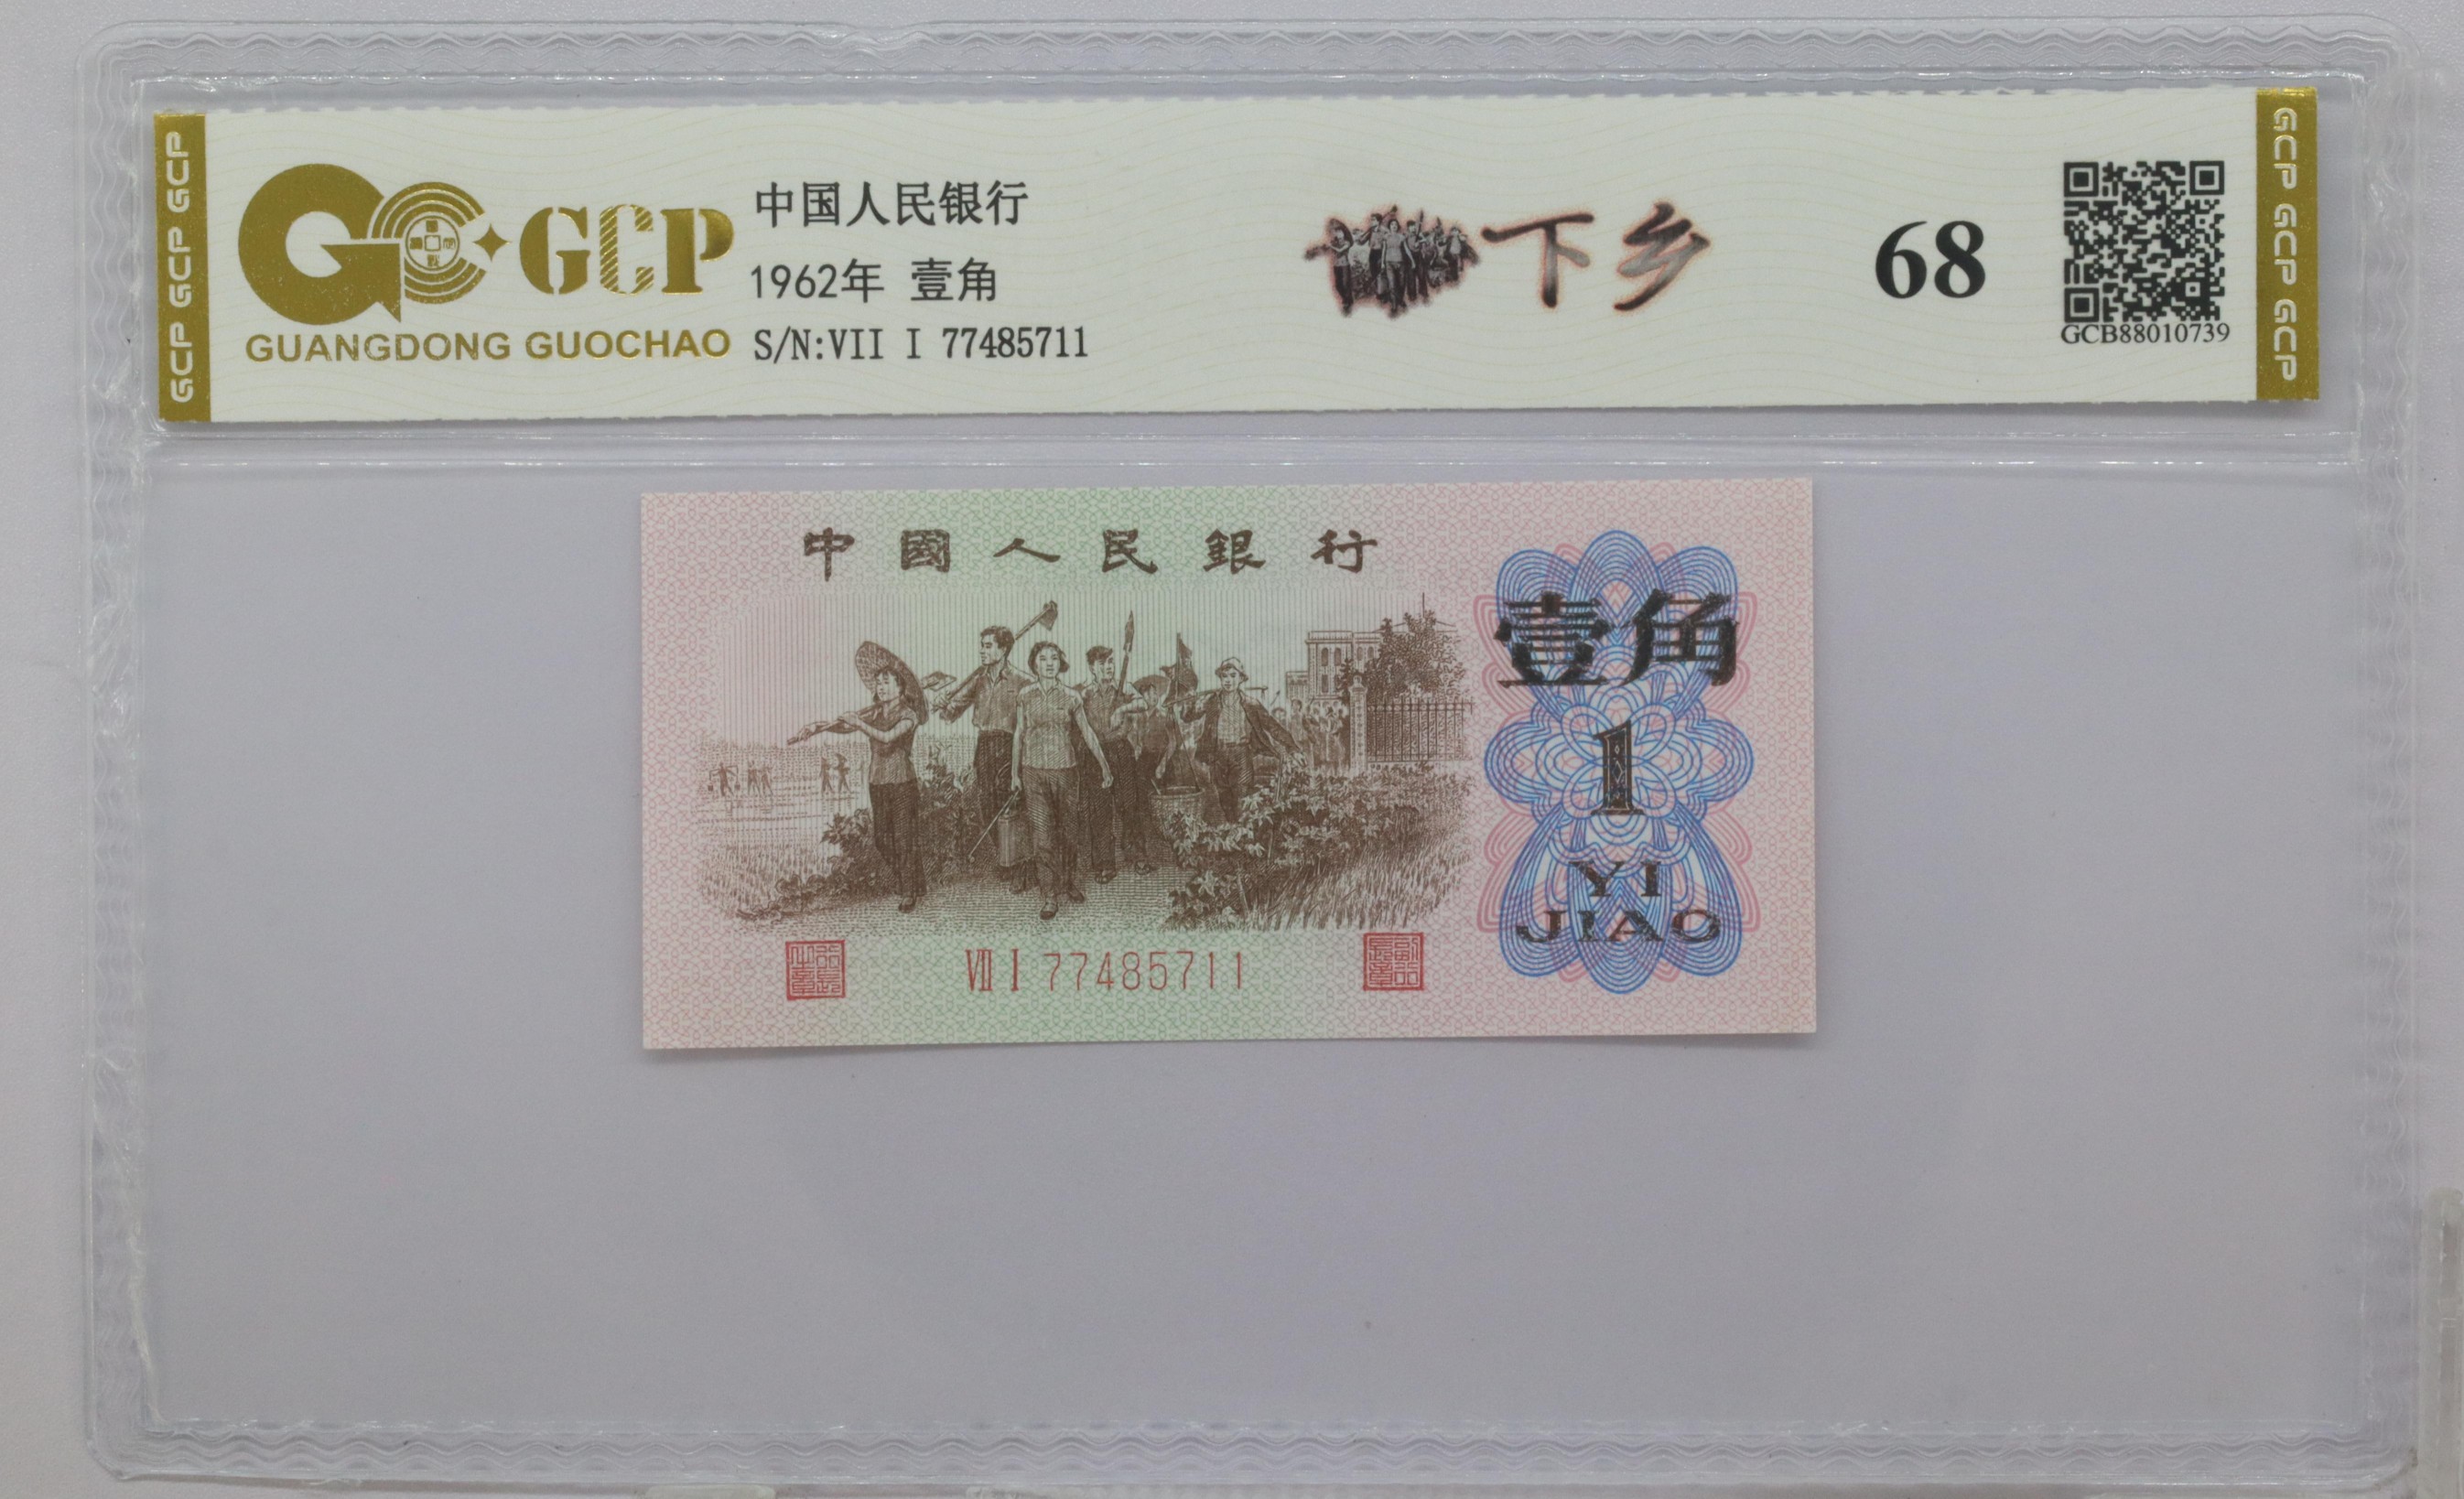 GCP GCP GCP
GCP
GUANGDONG GUOCHAO
中国人民银行
1962年 壹角
S/N:VII I 77485711
下乡
68
GCB88010739
GCP GCP GCP
中國人民銀行
壹角
1
YI
JIAO
VII I 77485711